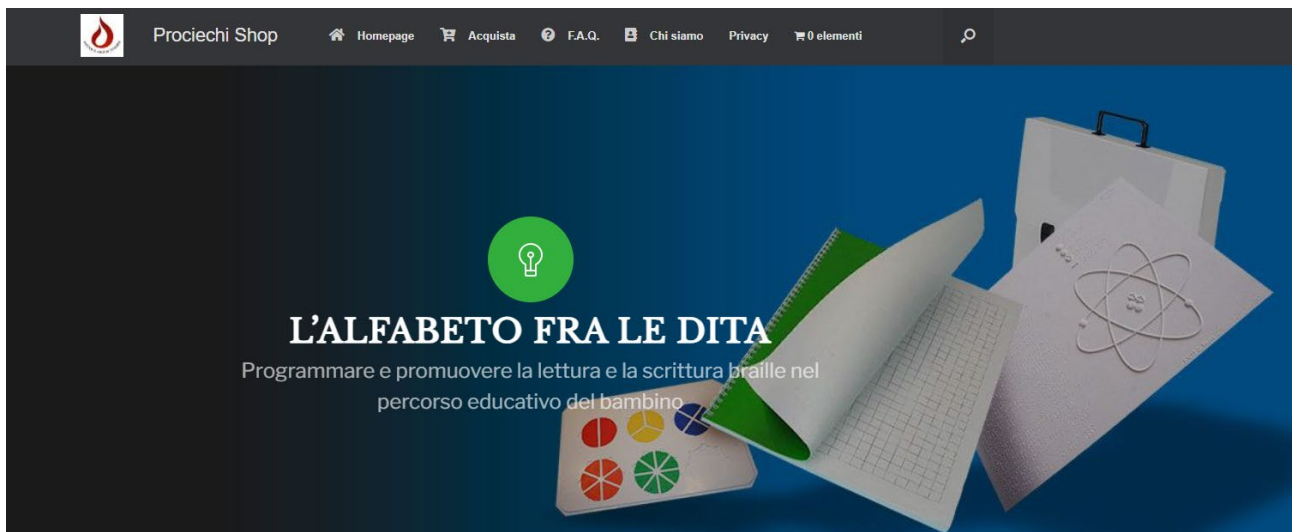 Prociechi Shop
Homepage
Acquista
F.A.Q.
Chi siamo
Privacy
0 elementi
L’ALFABETO FRA LE DITA
Programmare e promuovere la lettura e la scrittura braille nel
percorso educativo del bambino